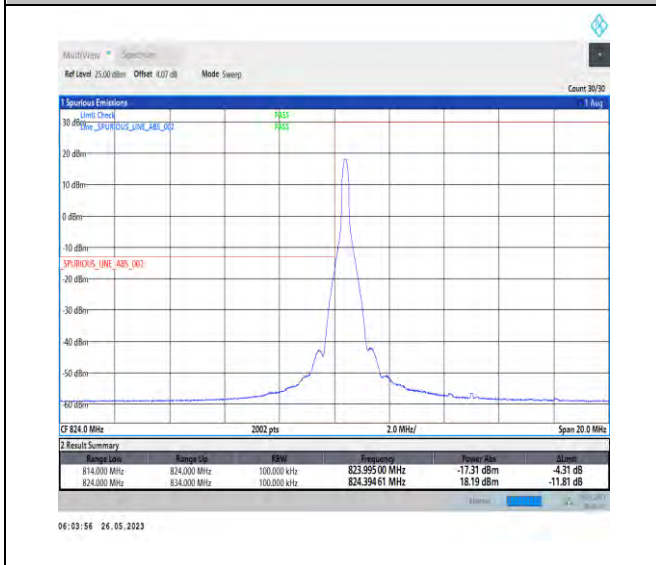 MultiView Spectrum
Ref Level 25.00 dBm Offset 4.07 dB Mode Sweep
Count 30/30
1 Spurious Emissions 1 Avg
Limit Check PASS
Line _SPURIOUS_LINE_ABS_002 PASS
30 dBm
20 dBm
10 dBm
0 dBm
-10 dBm
_SPURIOUS_LINE_ABS_002
-20 dBm
-30 dBm
-40 dBm
-50 dBm
-60 dBm
CF 824.0 MHz 2002 pts 2.0 MHz/ Span 20.0 MHz
2 Result Summary
Range Low Range Up RBW Frequency Power Abs ΔLimit
814.000 MHz 824.000 MHz 100.000 kHz 823.99500 MHz -17.31 dBm -4.31 dB
824.000 MHz 834.000 MHz 100.000 kHz 824.39461 MHz 18.19 dBm -11.81 dB
06:03:56 26.05.2023